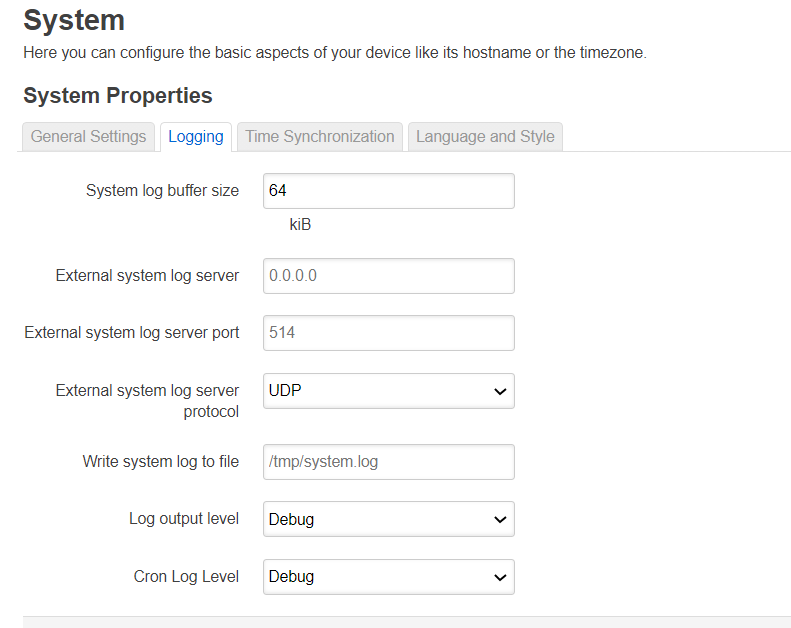 System
Here you can configure the basic aspects of your device like its hostname or the timezone.
System Properties
General Settings Logging Time Synchronization Language and Style
System log buffer size 64
kiB
External system log server 0.0.0.0
External system log server port 514
External system log server UDP
protocol
Write system log to file /tmp/system.log
Log output level Debug
Cron Log Level Debug